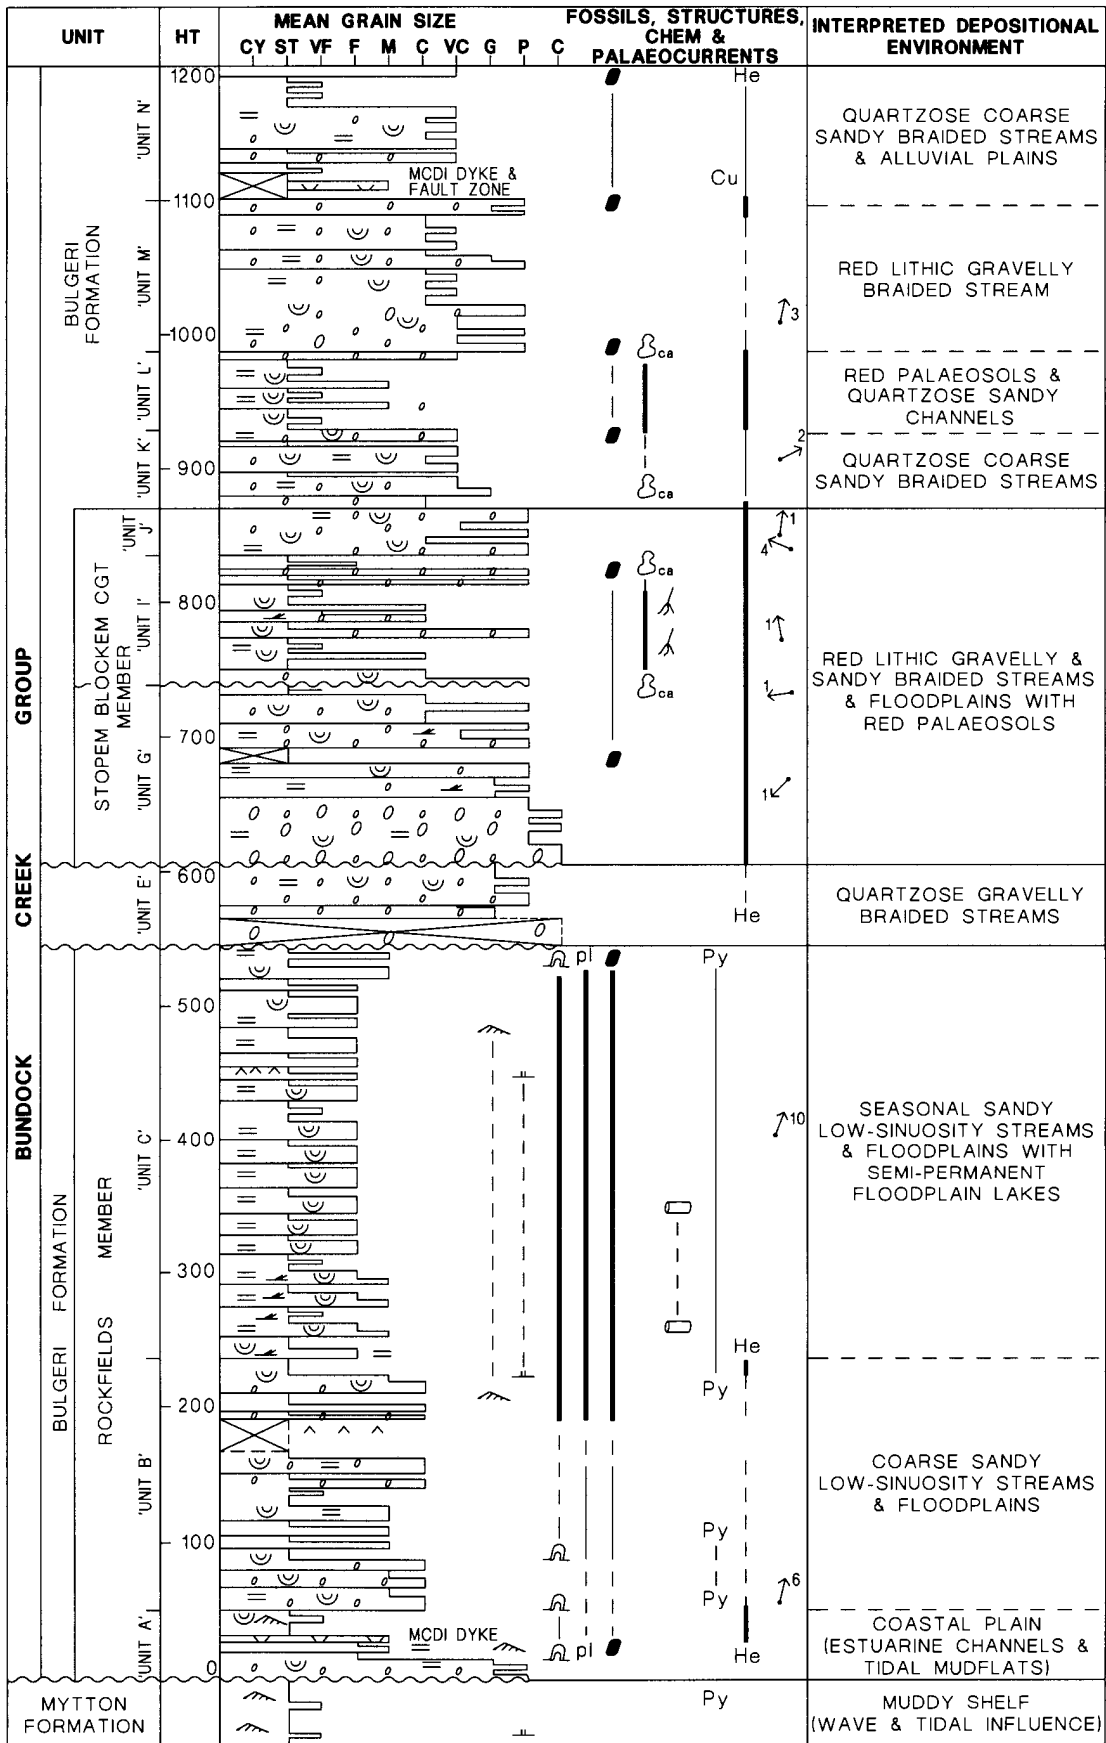 UNIT
HT
MEAN GRAIN SIZE
CY ST VF F M C VC G P C
FOSSILS, STRUCTURES,
CHEM &
PALAEOCURRENTS
INTERPRETED DEPOSITIONAL
ENVIRONMENT
BUNDOCK CREEK GROUP
BULGERI
FORMATION
STOPEM BLOCKEM CGT
MEMBER
BULGERI FORMATION
ROCKFIELDS MEMBER
MYTTON
FORMATION
'UNIT N'
'UNIT M'
'UNIT L'
'UNIT K'
'UNIT J'
'UNIT I'
'UNIT G'
'UNIT E'
'UNIT C'
'UNIT B'
'UNIT A'
1200
1100
1000
900
800
700
600
500
400
300
200
100
0
MCDI DYKE &
FAULT ZONE
MCDI DYKE
He
Cu
3
ca
2
ca
1
4
ca
1
ca
1
1
He
pl
Py
10
He
Py
Py
6
Py
pl
He
Py
QUARTZOSE COARSE
SANDY BRAIDED STREAMS
& ALLUVIAL PLAINS
RED LITHIC GRAVELLY
BRAIDED STREAM
RED PALAEOSOLS &
QUARTZOSE SANDY
CHANNELS
QUARTZOSE COARSE
SANDY BRAIDED STREAMS
RED LITHIC GRAVELLY &
SANDY BRAIDED STREAMS
& FLOODPLAINS WITH
RED PALAEOSOLS
QUARTZOSE GRAVELLY
BRAIDED STREAMS
SEASONAL SANDY
LOW-SINUOSITY STREAMS
& FLOODPLAINS WITH
SEMI-PERMANENT
FLOODPLAIN LAKES
COARSE SANDY
LOW-SINUOSITY STREAMS
& FLOODPLAINS
COASTAL PLAIN
(ESTUARINE CHANNELS &
TIDAL MUDFLATS)
MUDDY SHELF
(WAVE & TIDAL INFLUENCE)